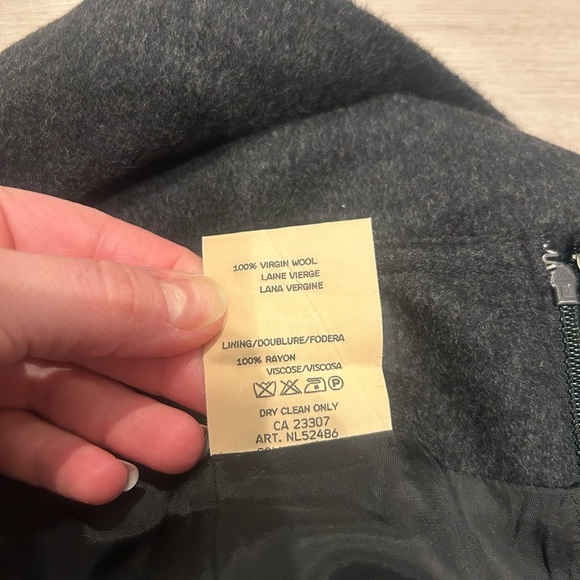 100% VIRGIN WOOL
LAINE VIERGE
LANA VERGINE
LINING/DOUBLURE/FODERA
100% RAYON
VISCOSE/VISCOSA
P
DRY CLEAN ONLY
CA 23307
ART. NL52486